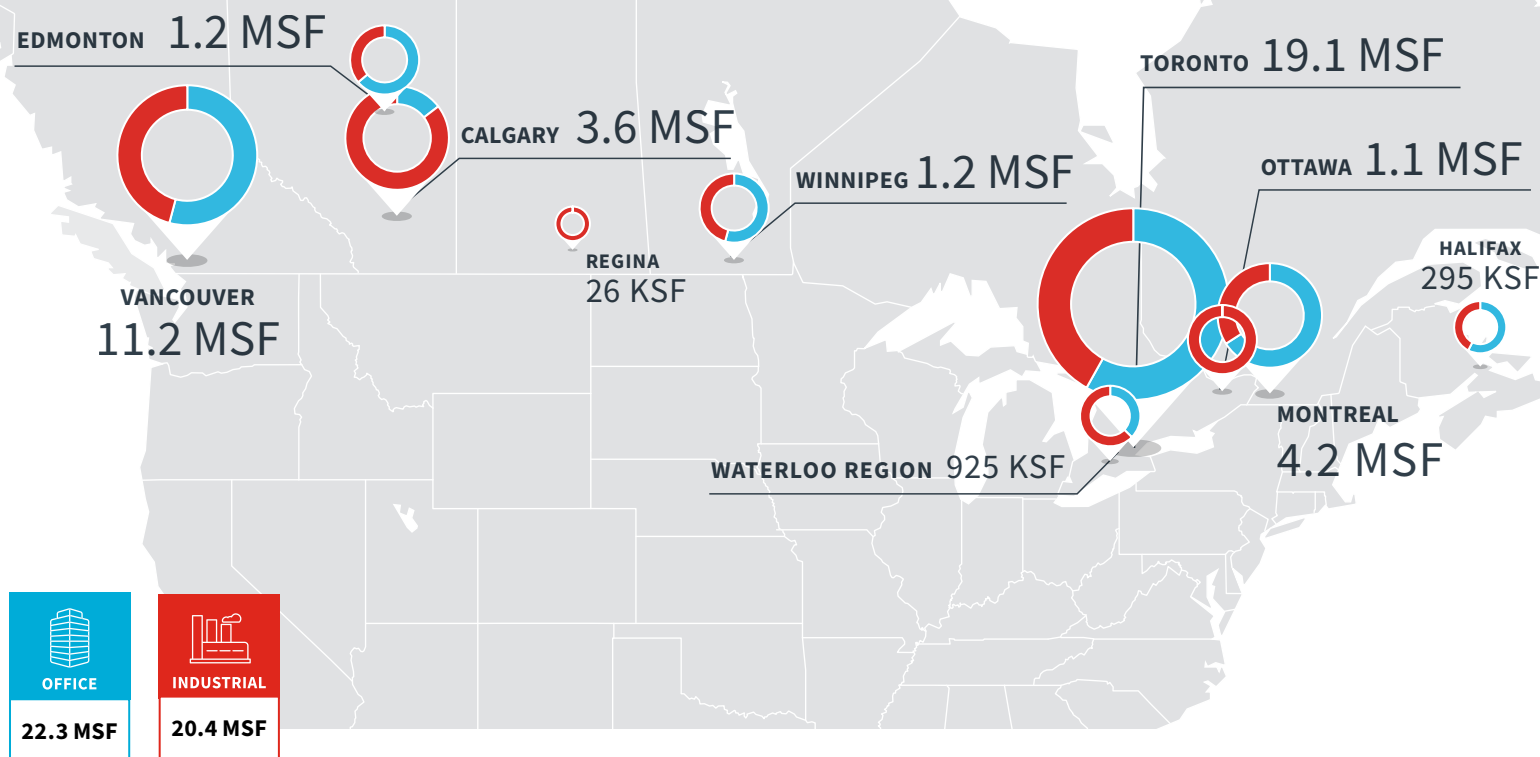 EDMONTON 1.2 MSF
TORONTO 19.1 MSF
CALGARY 3.6 MSF
WINNIPEG 1.2 MSF
OTTAWA 1.1 MSF
REGINA
26 KSF
HALIFAX
295 KSF
VANCOUVER
11.2 MSF
MONTREAL
4.2 MSF
WATERLOO REGION 925 KSF
OFFICE
22.3 MSF
INDUSTRIAL
20.4 MSF